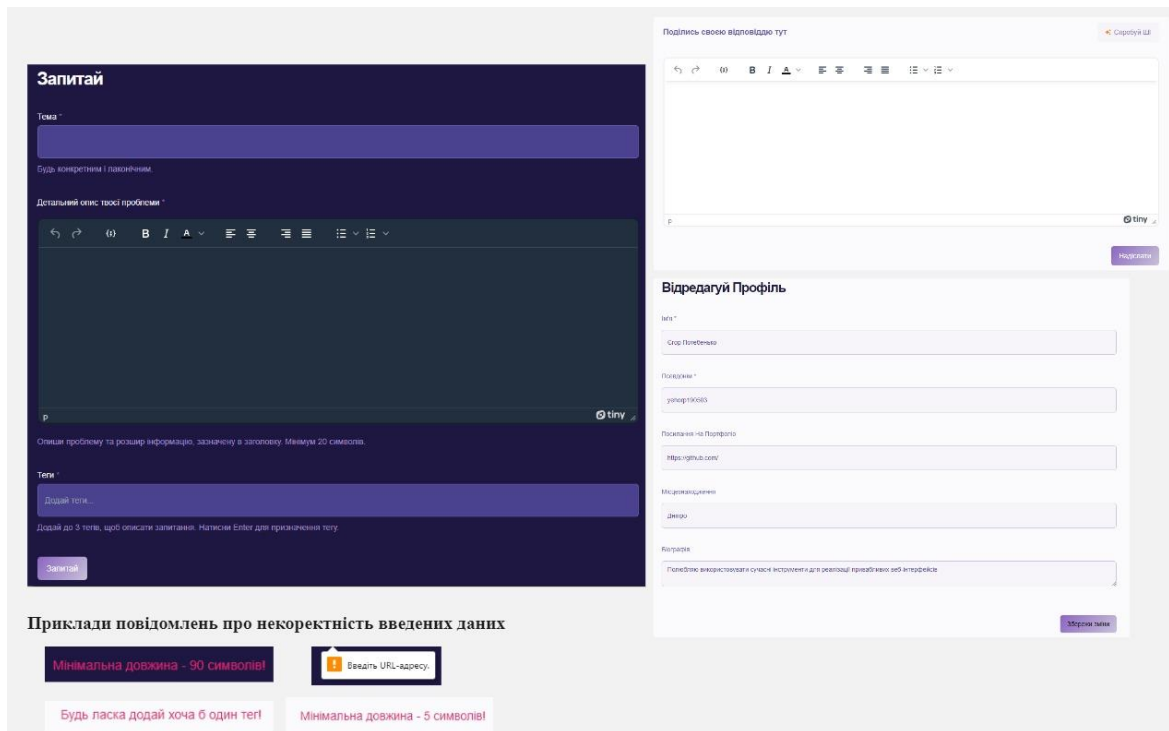 Запитай
Тема *
Будь конкретним і лаконічним.
Детальний опис твоєї проблеми *
B I A
p
tiny
Опиши проблему та розшир інформацію, зазначену в заголовку. Мінімум 20 символів.
Теги *
Додай теги...
Додай до 3 тегів, щоб описати запитання. Натисни Enter для призначення тегу.
Запитай
Приклади повідомлень про некоректність введених даних
Мінімальна довжина - 90 символів!
! Введіть URL-адресу.
Будь ласка додай хоча б один тег!
Мінімальна довжина - 5 символів!
Поділись своєю відповіддю тут
Спробуй ШІ
B I A
p
tiny
Надіслати
Відредагуй Профіль
Ім'я *
Єгор
Псевдонім *
Посилання на Портфоліо
https://github.com/
Місцезнаходження
Дніпро
Біографія
Полюбляю використовувати сучасні інструменти для реалізації привабливих веб-інтерфейсів
Збережи зміни